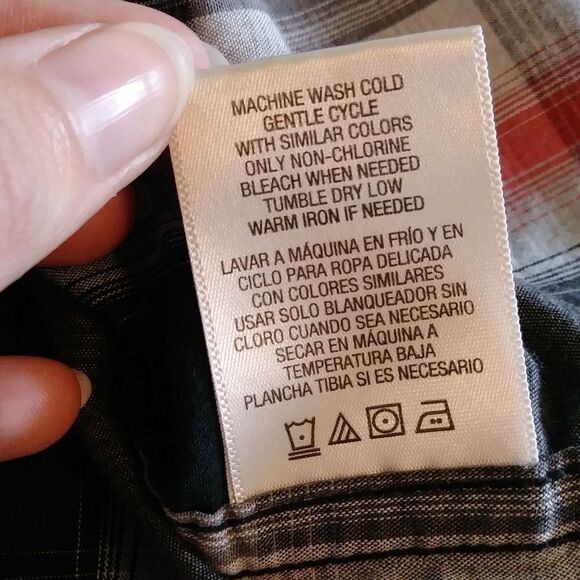 MACHINE WASH COLD
GENTLE CYCLE
WITH SIMILAR COLORS
ONLY NON-CHLORINE
BLEACH WHEN NEEDED
TUMBLE DRY LOW
WARM IRON IF NEEDED
LAVAR A MÁQUINA EN FRÍO Y EN
CICLO PARA ROPA DELICADA
CON COLORES SIMILARES
USAR SOLO BLANQUEADOR SIN
CLORO CUANDO SEA NECESARIO
SECAR EN MÁQUINA A
TEMPERATURA BAJA
PLANCHA TIBIA SI ES NECESARIO